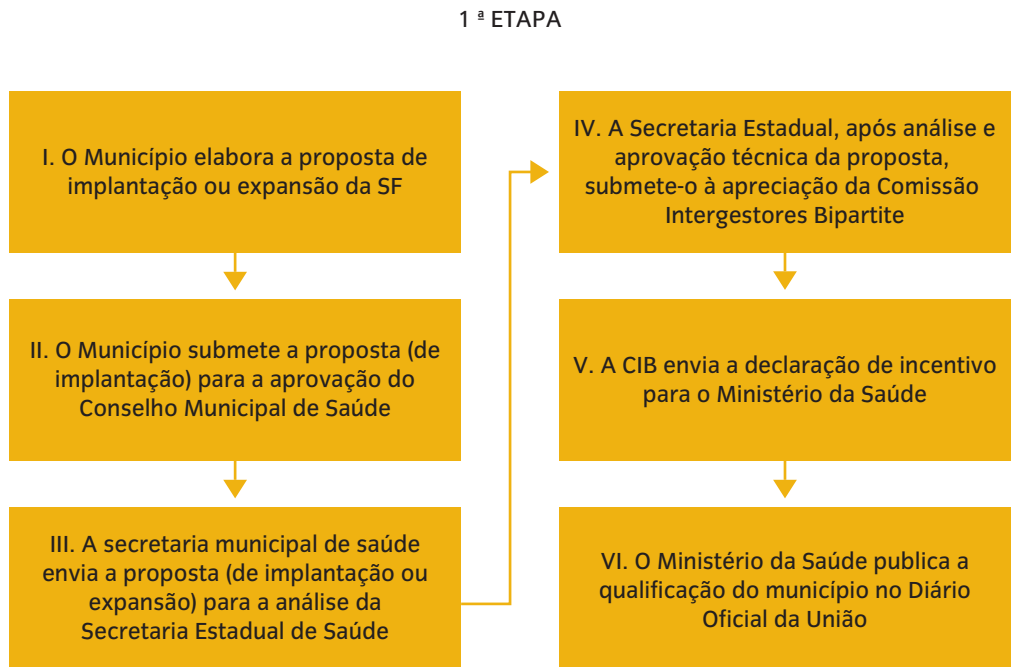 1 ª ETAPA
I. O Município elabora a proposta de
implantação ou expansão da SF
II. O Município submete a proposta (de
implantação) para a aprovação do
Conselho Municipal de Saúde
III. A secretaria municipal de saúde
envia a proposta (de implantação ou
expansão) para a análise da
Secretaria Estadual de Saúde
IV. A Secretaria Estadual, após análise e
aprovação técnica da proposta,
submete-o à apreciação da Comissão
Intergestores Bipartite
V. A CIB envia a declaração de incentivo
para o Ministério da Saúde
VI. O Ministério da Saúde publica a
qualificação do município no Diário
Oficial da União